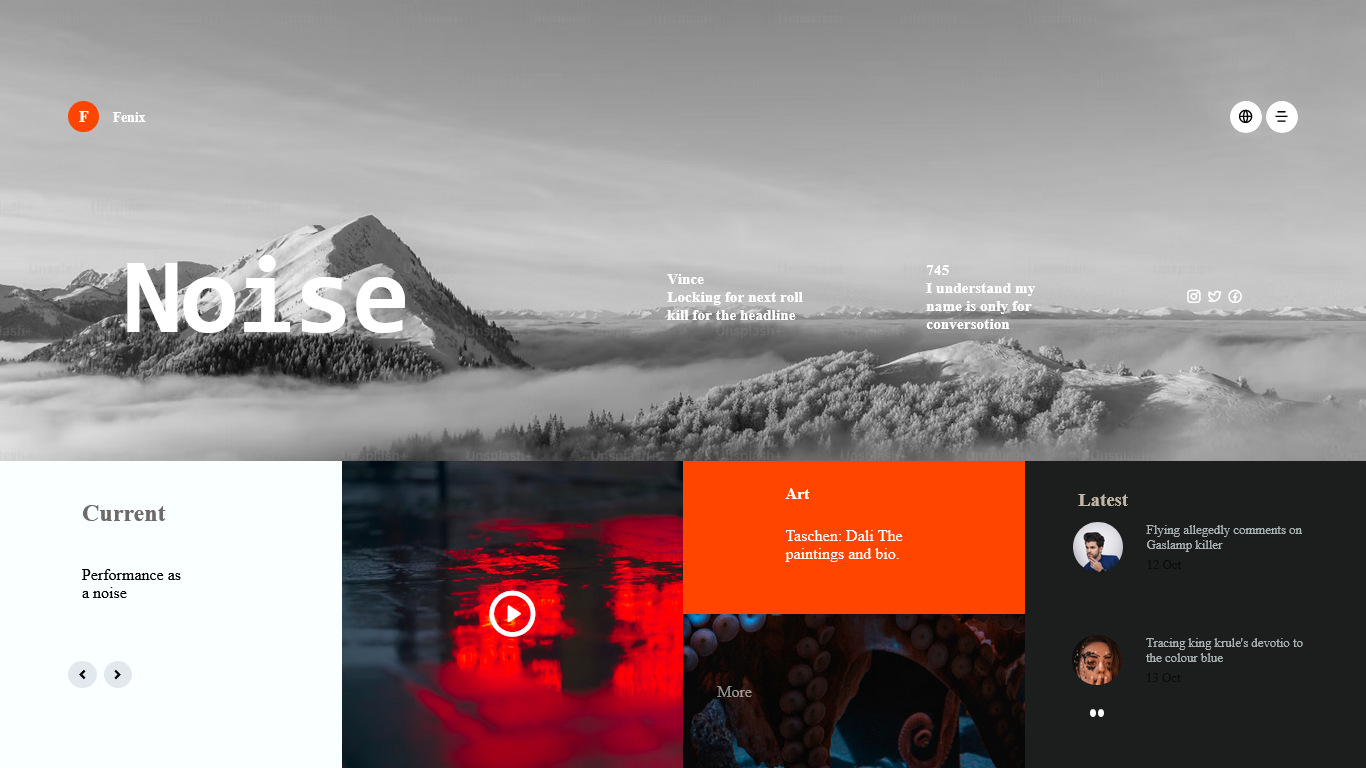 F
Fenix
Noise
Vince
Locking for next roll
kill for the headline
745
I understand my
name is only for
conversotion
Current
Performance as
a noise
Art
Taschen: Dali The
paintings and bio.
More
Latest
Flying allegedly comments on
Gaslamp killer
12 Oct
Tracing king krule's devotio to
the colour blue
13 Oct
Unsplash+